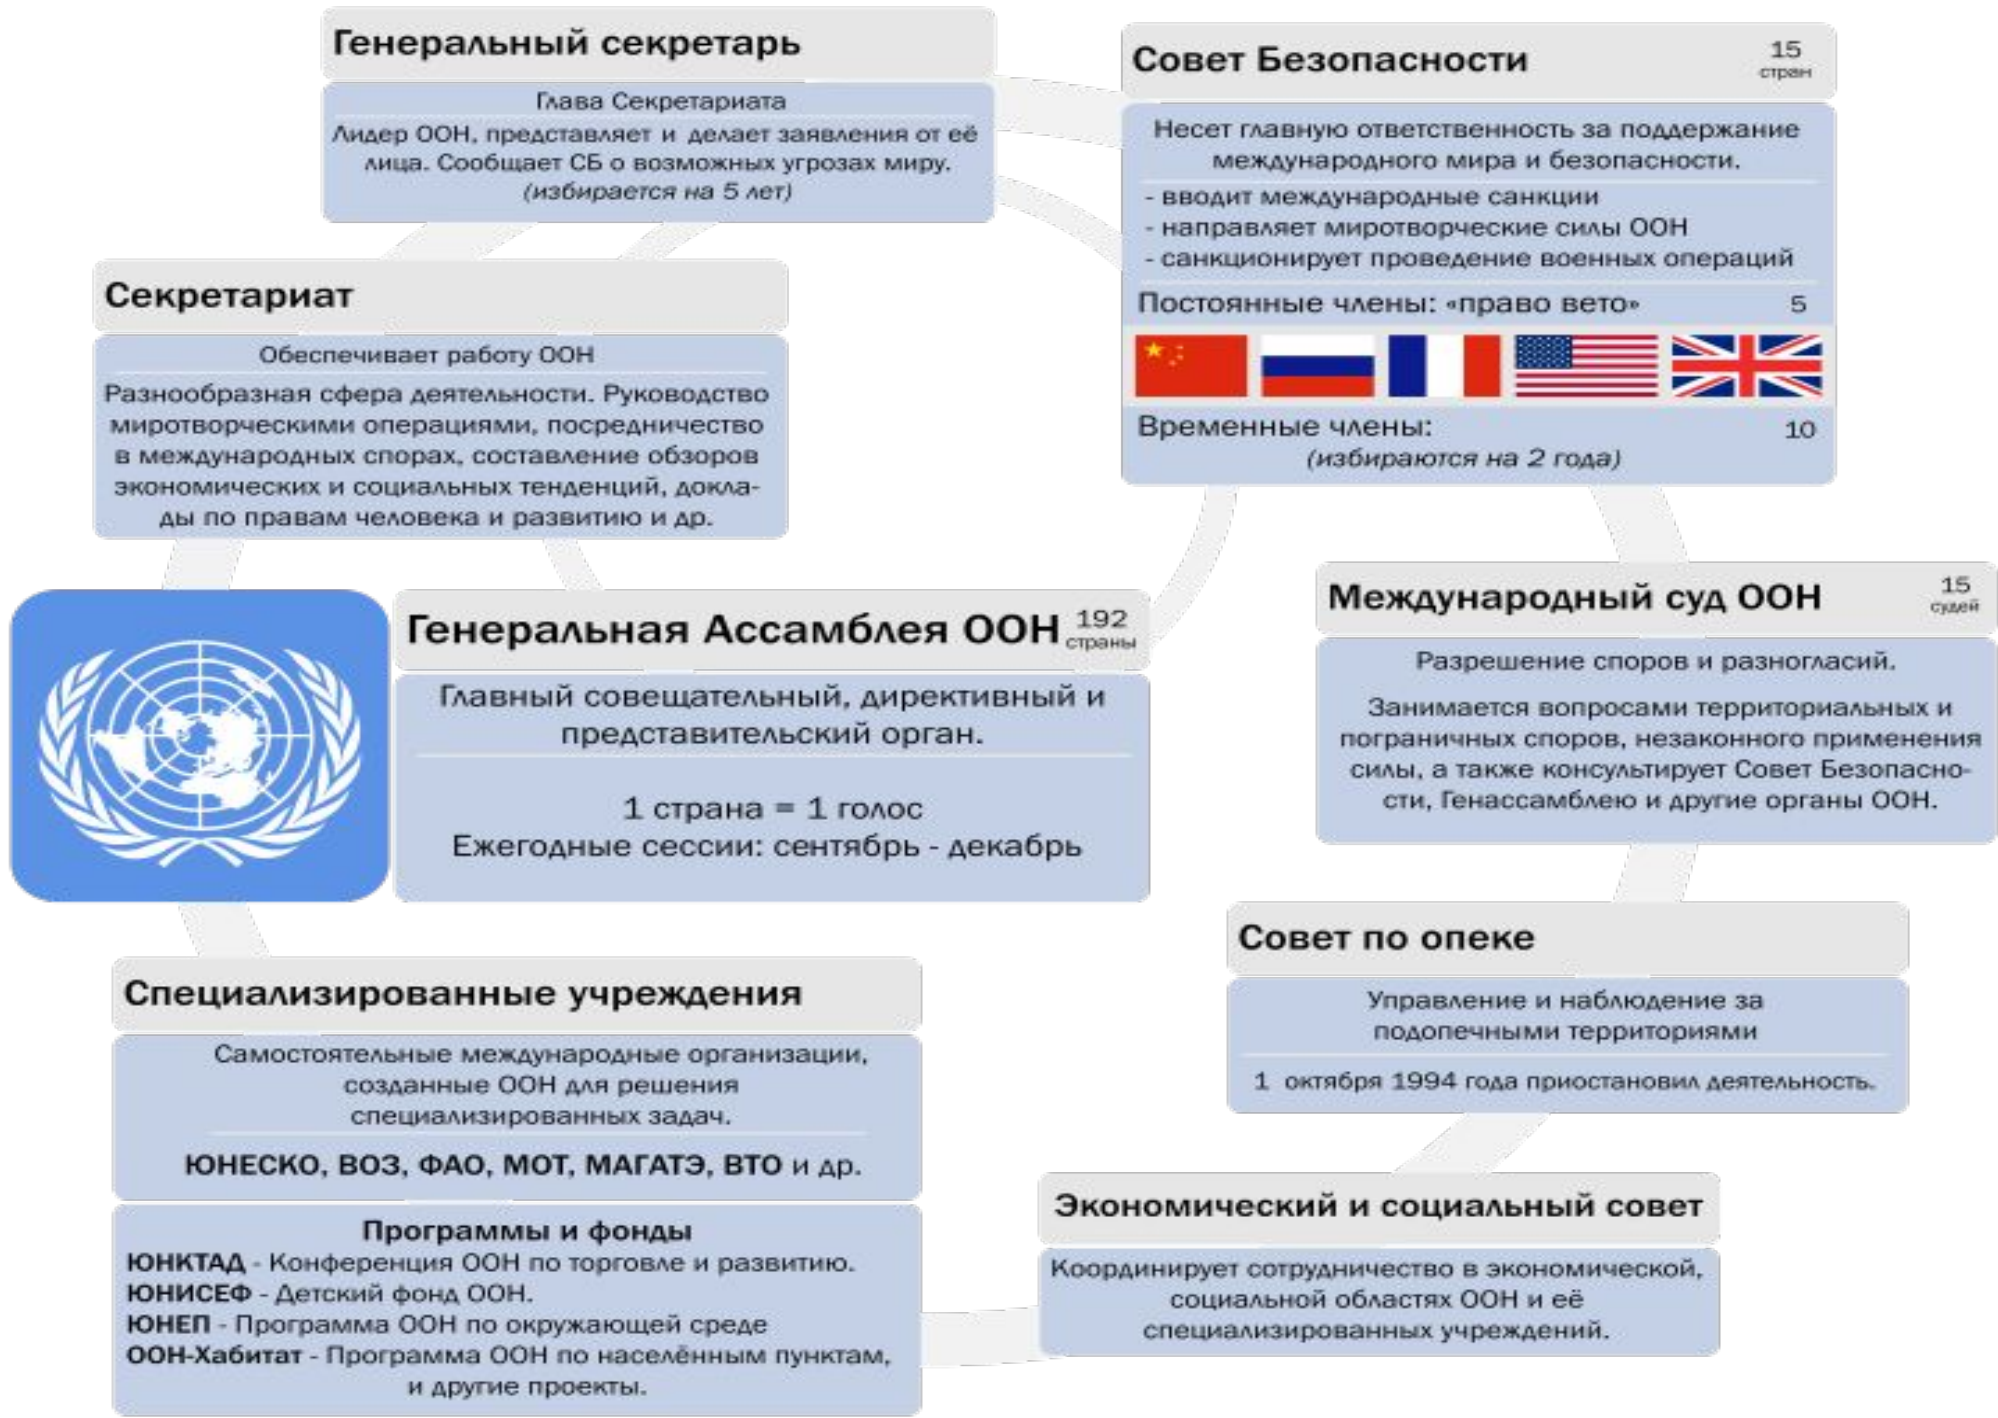 Генеральный секретарь
Глава Секретариата
Лидер ООН, представляет и делает заявления от её
лица. Сообщает СБ о возможных угрозах миру.
(избирается на 5 лет)
Совет Безопасности
15
стран
Несет главную ответственность за поддержание
международного мира и безопасности.
- вводит международные санкции
- направляет миротворческие силы ООН
- санкционирует проведение военных операций
Постоянные члены: «право вето» 5
Временные члены: 10
(избираются на 2 года)
Секретариат
Обеспечивает работу ООН
Разнообразная сфера деятельности. Руководство
миротворческими операциями, посредничество
в международных спорах, составление обзоров
экономических и социальных тенденций, докла-
ды по правам человека и развитию и др.
Генеральная Ассамблея ООН
192
страны
Главный совещательный, директивный и
представительский орган.
1 страна = 1 голос
Ежегодные сессии: сентябрь - декабрь
Международный суд ООН
15
судей
Разрешение споров и разногласий.
Занимается вопросами территориальных и
пограничных споров, незаконного применения
силы, а также консультирует Совет Безопасно-
сти, Генассамблею и другие органы ООН.
Совет по опеке
Управление и наблюдение за
подопечными территориями
1 октября 1994 года приостановил деятельность.
Специализированные учреждения
Самостоятельные международные организации,
созданные ООН для решения
специализированных задач.
ЮНЕСКО, ВОЗ, ФАО, МОТ, МАГАТЭ, ВТО и др.
Программы и фонды
ЮНКТАД - Конференция ООН по торговле и развитию.
ЮНИСЕФ - Детский фонд ООН.
ЮНЕП - Программа ООН по окружающей среде
ООН-Хабитат - Программа ООН по населённым пунктам,
и другие проекты.
Экономический и социальный совет
Координирует сотрудничество в экономической,
социальной областях ООН и её
специализированных учреждений.